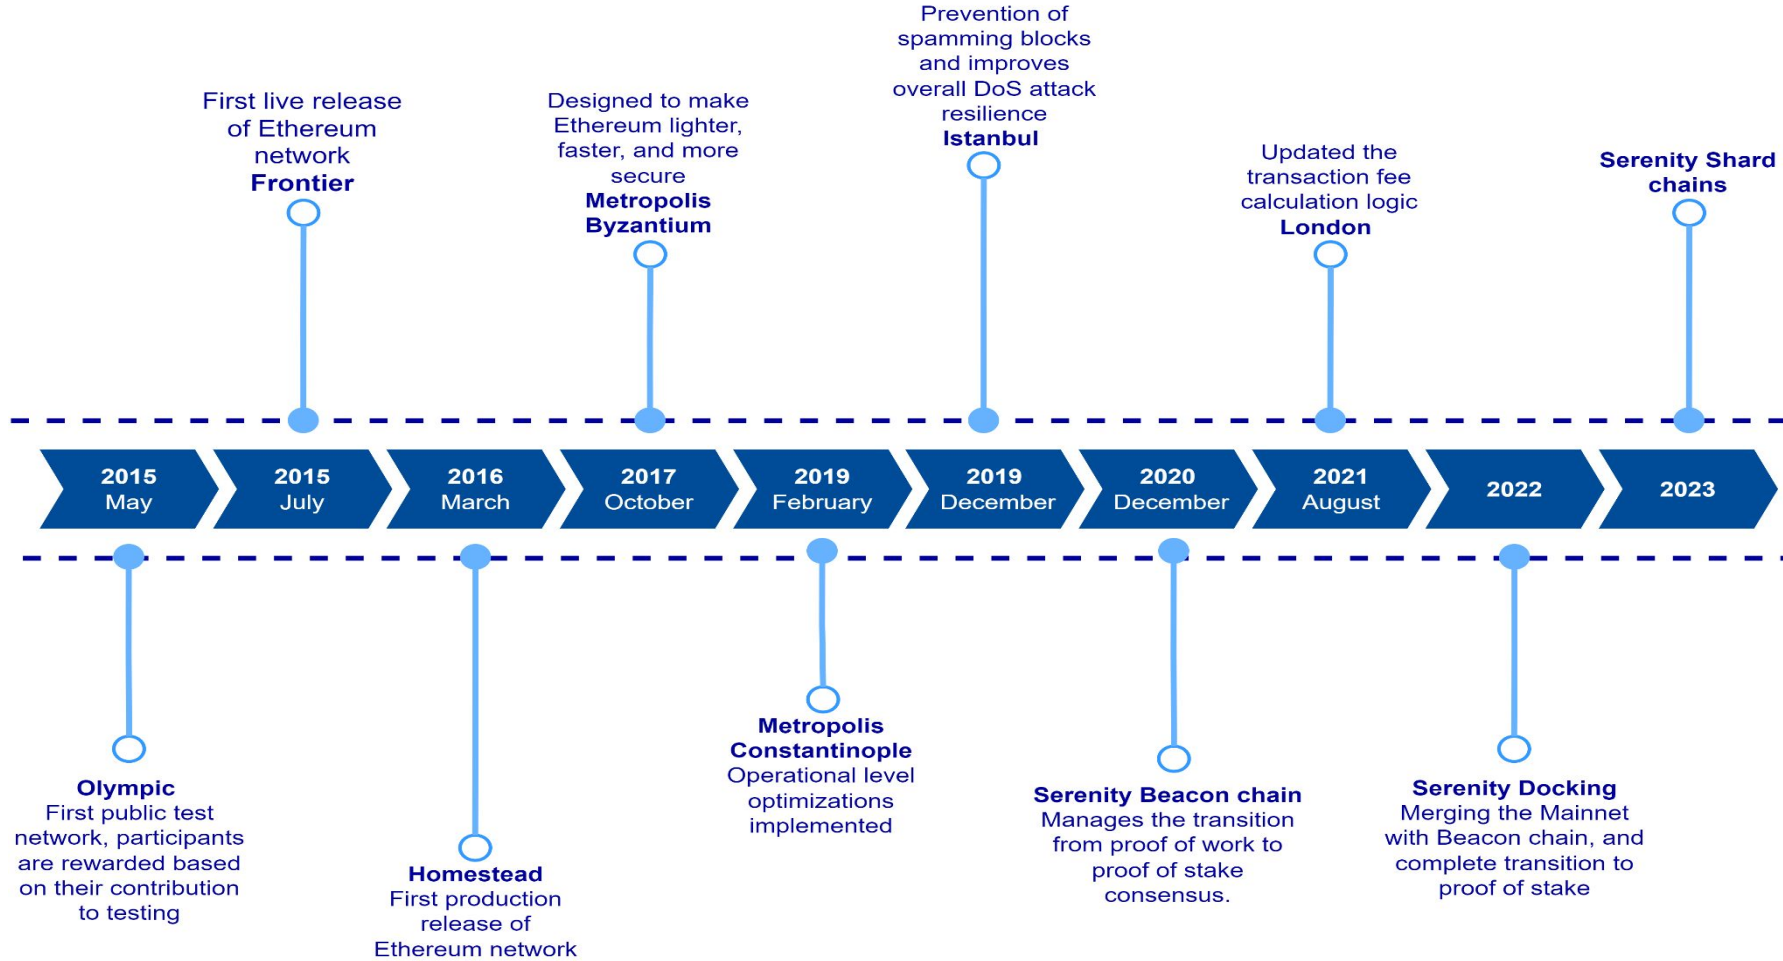 Prevention of
spamming blocks
and improves
overall DoS attack
resilience
Istanbul
First live release
of Ethereum
network
Frontier
Designed to make
Ethereum lighter,
faster, and more
secure
Metropolis
Byzantium
Updated the
transaction fee
calculation logic
London
Serenity Shard
chains
2015
May
2015
July
2016
March
2017
October
2019
February
2019
December
2020
December
2021
August
2022
2023
Olympic
First public test
network, participants
are rewarded based
on their contribution
to testing
Homestead
First production
release of
Ethereum network
Metropolis
Constantinople
Operational level
optimizations
implemented
Serenity Beacon chain
Manages the transition
from proof of work to
proof of stake
consensus.
Serenity Docking
Merging the Mainnet
with Beacon chain, and
complete transition to
proof of stake